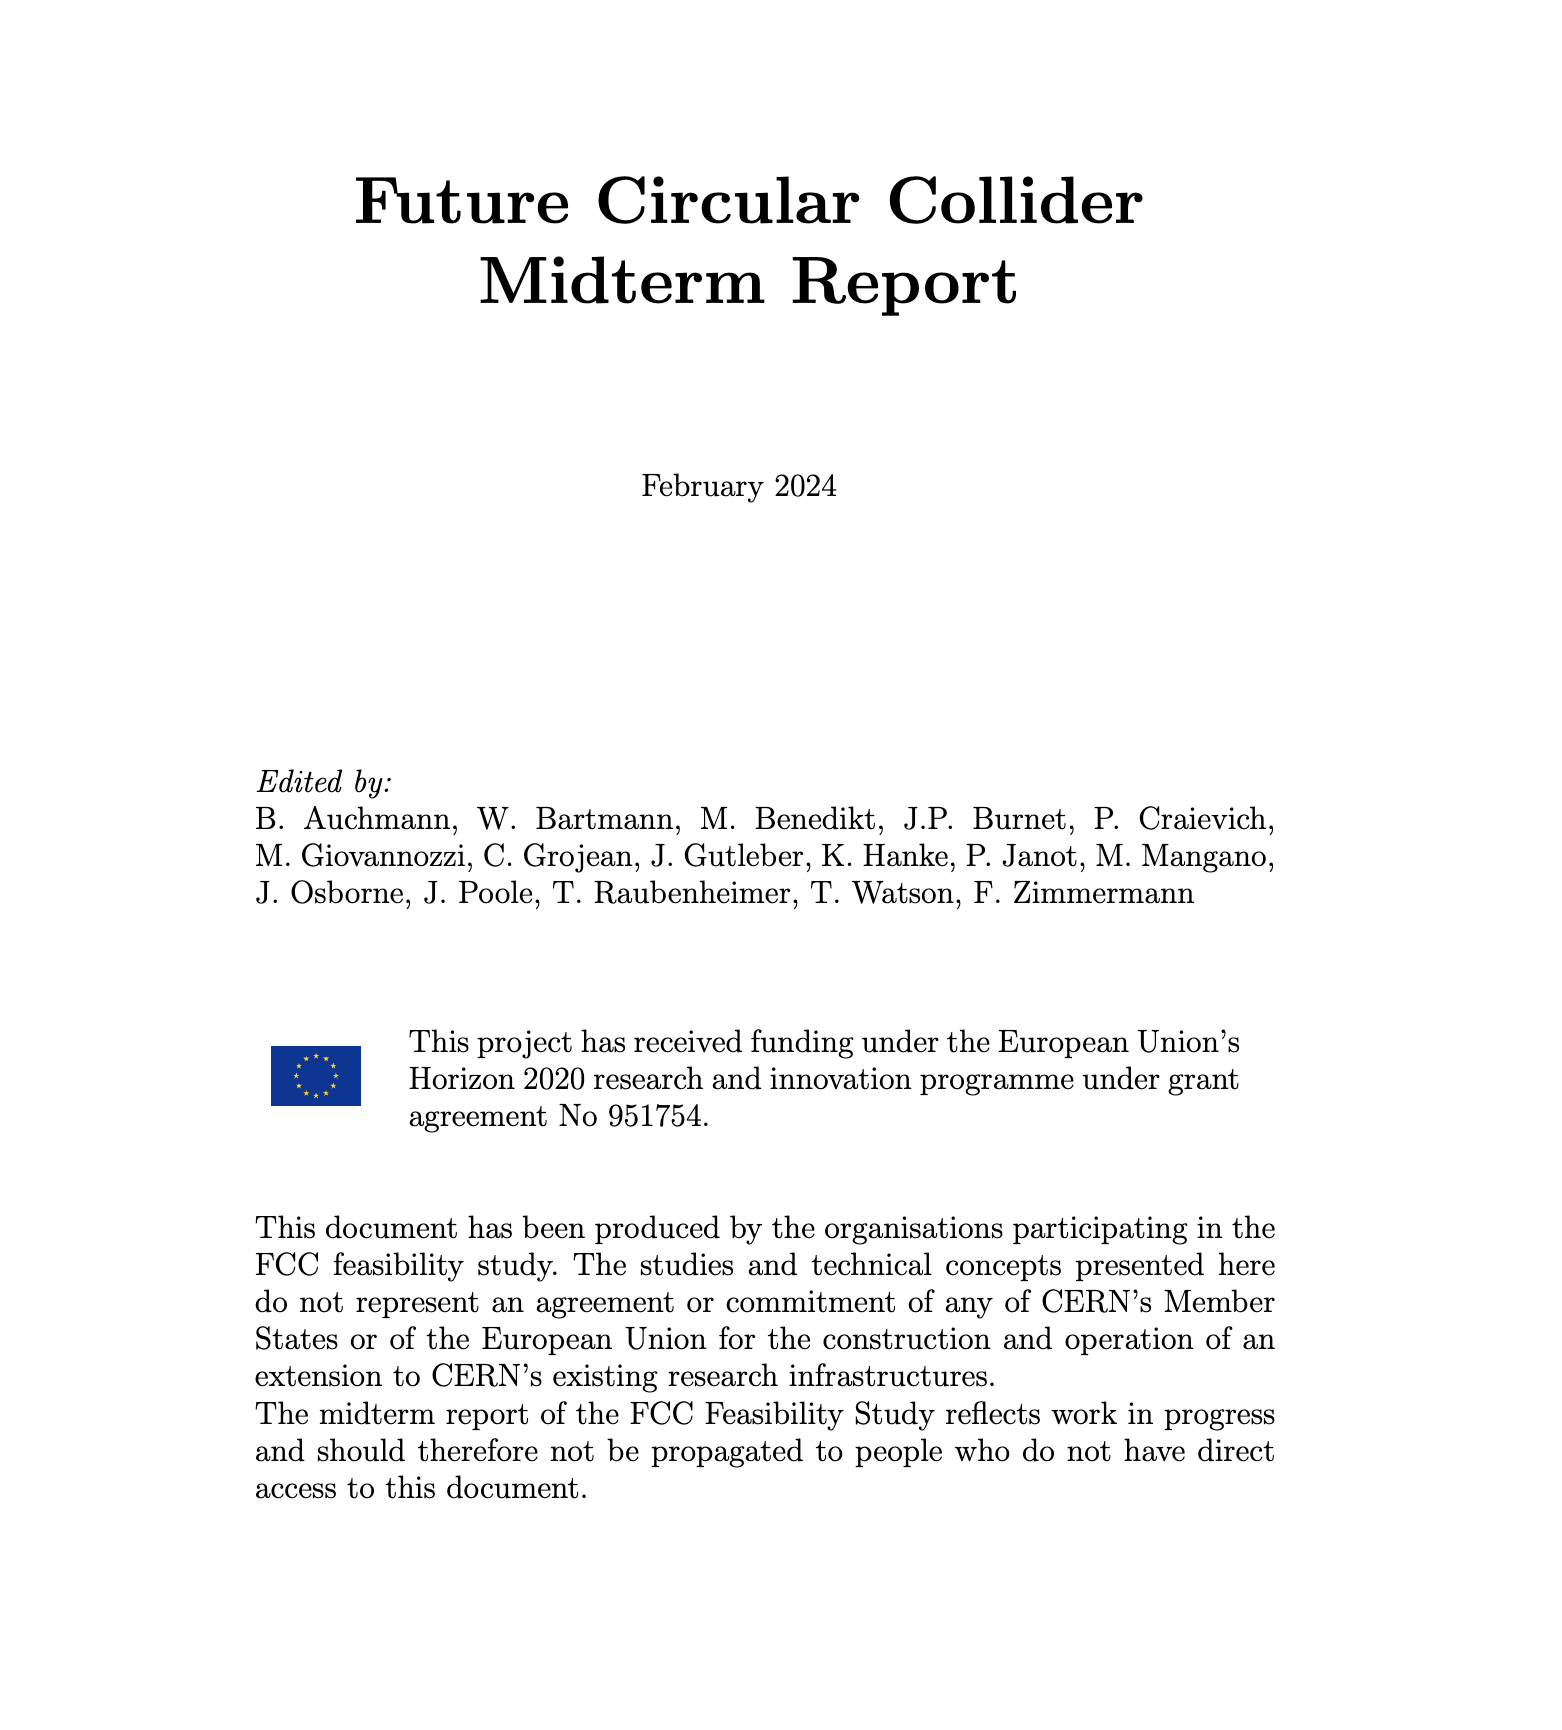 Future Circular Collider
Midterm Report
February 2024
Edited by:
B. Auchmann, W. Bartmann, M. Benedikt, J.P. Burnet, P. Craievich,
M. Giovannozzi, C. Grojean, J. Gutleber, K. Hanke, P. Janot, M. Mangano,
J. Osborne, J. Poole, T. Raubenheimer, T. Watson, F. Zimmermann
This project has received funding under the European Union's
Horizon 2020 research and innovation programme under grant
agreement No 951754.
This document has been produced by the organisations participating in the
FCC feasibility study. The studies and technical concepts presented here
do not represent an agreement or commitment of any of CERN's Member
States or of the European Union for the construction and operation of an
extension to CERN's existing research infrastructures.
The midterm report of the FCC Feasibility Study reflects work in progress
and should therefore not be propagated to people who do not have direct
access to this document.